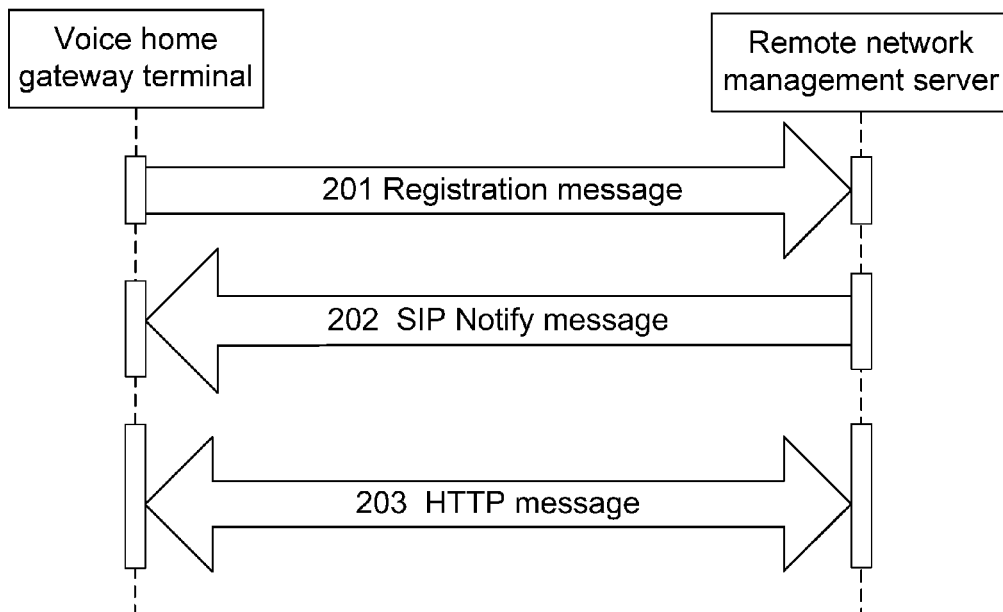 Voice home
gateway terminal
Remote network
management server
201 Registration message
202 SIP Notify message
203 HTTP message